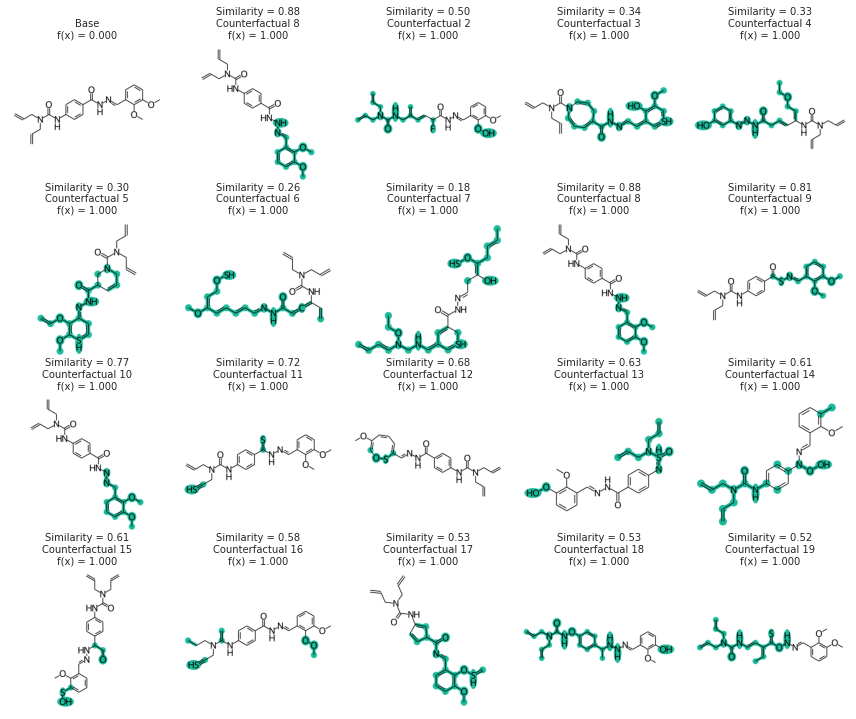 Base
f(x) = 0.000
Similarity = 0.88
Counterfactual 8
f(x) = 1.000
Similarity = 0.50
Counterfactual 2
f(x) = 1.000
Similarity = 0.34
Counterfactual 3
f(x) = 1.000
Similarity = 0.33
Counterfactual 4
f(x) = 1.000
Similarity = 0.30
Counterfactual 5
f(x) = 1.000
Similarity = 0.26
Counterfactual 6
f(x) = 1.000
Similarity = 0.18
Counterfactual 7
f(x) = 1.000
Similarity = 0.88
Counterfactual 8
f(x) = 1.000
Similarity = 0.81
Counterfactual 9
f(x) = 1.000
Similarity = 0.77
Counterfactual 10
f(x) = 1.000
Similarity = 0.72
Counterfactual 11
f(x) = 1.000
Similarity = 0.68
Counterfactual 12
f(x) = 1.000
Similarity = 0.63
Counterfactual 13
f(x) = 1.000
Similarity = 0.61
Counterfactual 14
f(x) = 1.000
Similarity = 0.61
Counterfactual 15
f(x) = 1.000
Similarity = 0.58
Counterfactual 16
f(x) = 1.000
Similarity = 0.53
Counterfactual 17
f(x) = 1.000
Similarity = 0.53
Counterfactual 18
f(x) = 1.000
Similarity = 0.52
Counterfactual 19
f(x) = 1.000